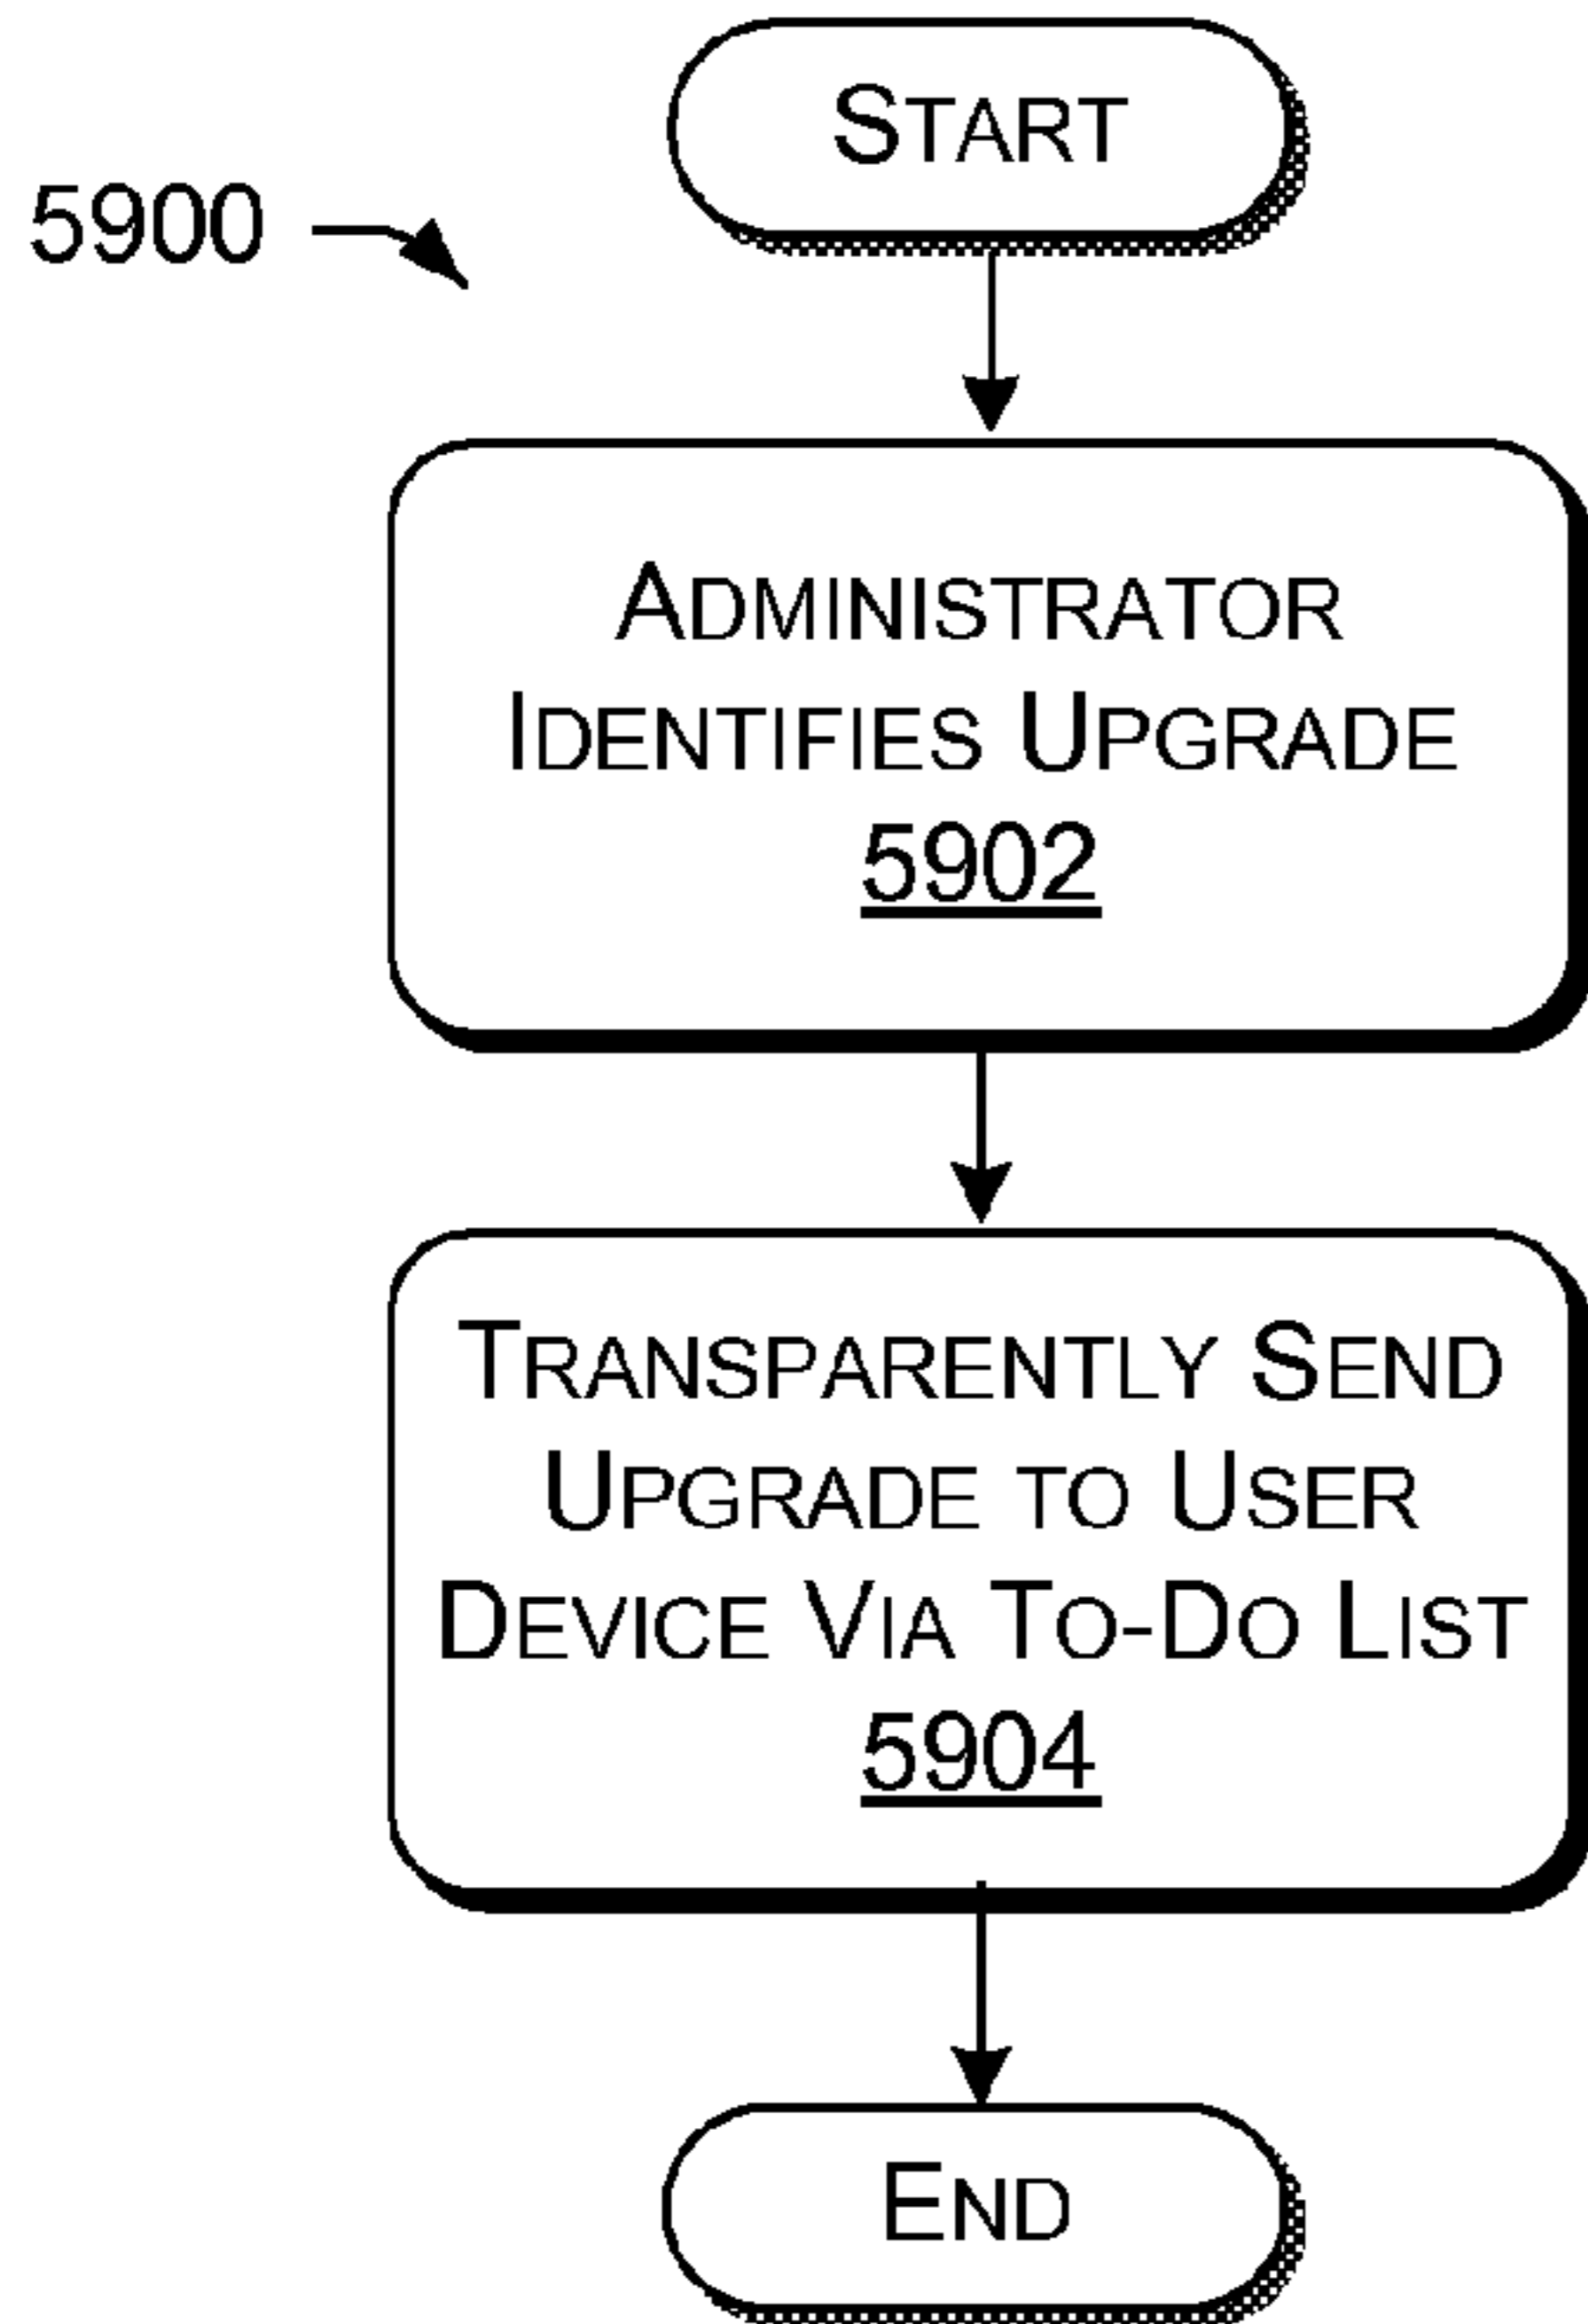 START
5900
ADMINISTRATOR
IDENTIFIES UPGRADE
5902
TRANSPARENTLY SEND
UPGRADE TO USER
DEVICE VIA TO-DO LIST
5904
END